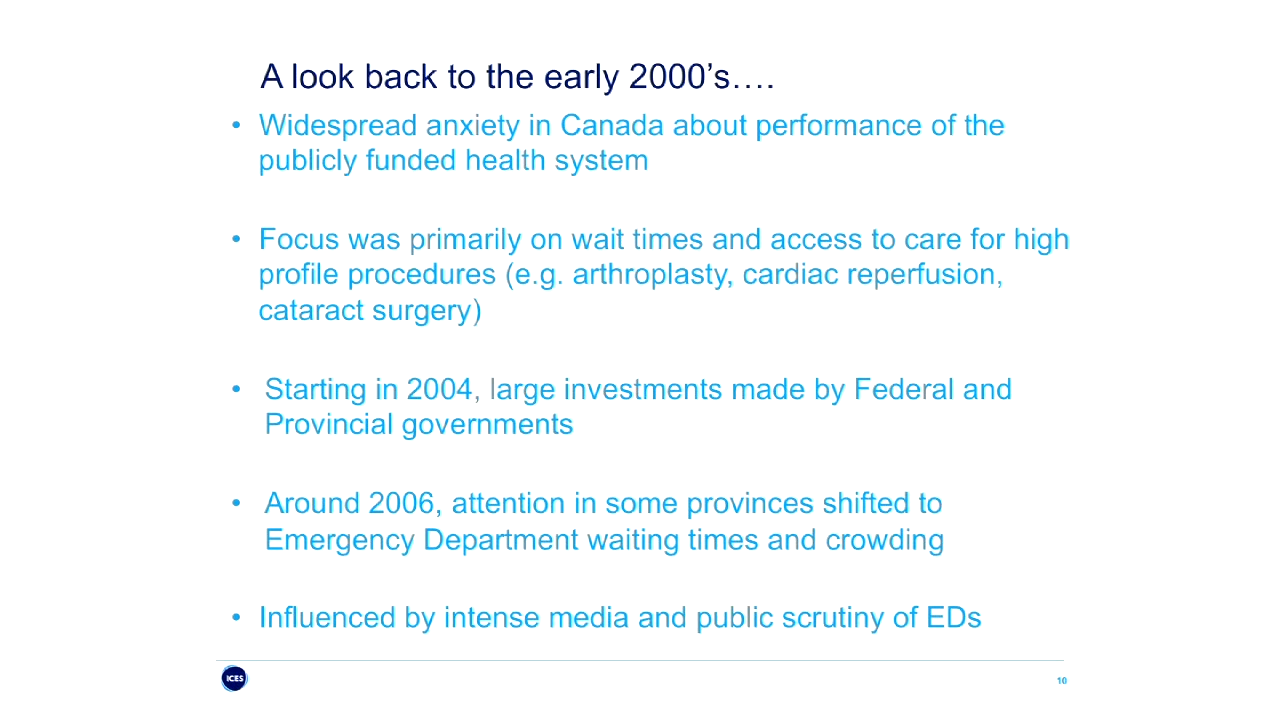 A look back to the early 2000’s….
• Widespread anxiety in Canada about performance of the
publicly funded health system
• Focus was primarily on wait times and access to care for high
profile procedures (e.g. arthroplasty, cardiac reperfusion,
cataract surgery)
• Starting in 2004, large investments made by Federal and
Provincial governments
• Around 2006, attention in some provinces shifted to
Emergency Department waiting times and crowding
• Influenced by intense media and public scrutiny of EDs
ICES
10